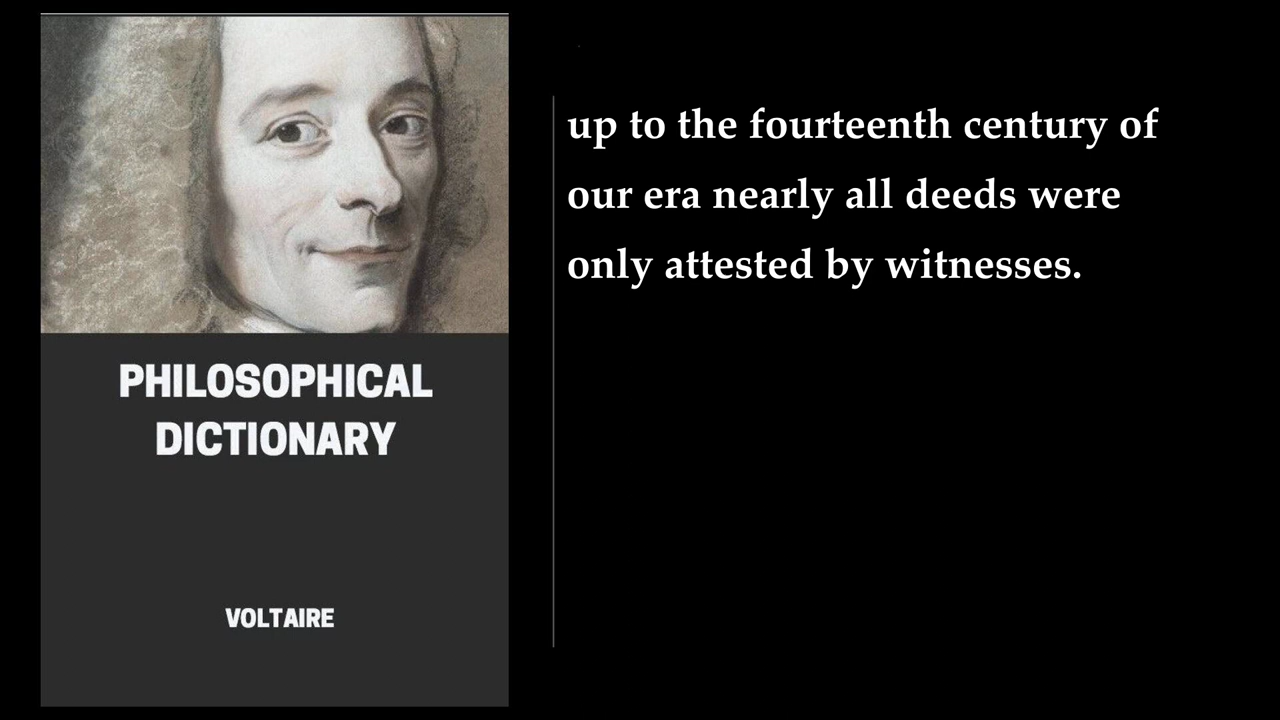 PHILOSOPHICAL
DICTIONARY
VOLTAIRE
up to the fourteenth century of
our era nearly all deeds were
only attested by witnesses.